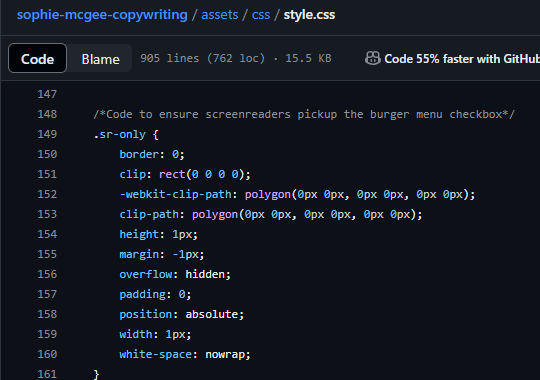 sophie-mcgee-copywriting / assets / css / style.css
Code Blame 905 lines (762 loc) · 15.5 KB Code 55% faster with GitHub
147
148 /*Code to ensure screenreaders pickup the burger menu checkbox*/
149 .sr-only {
150 border: 0;
151 clip: rect(0 0 0 0);
152 -webkit-clip-path: polygon(0px 0px, 0px 0px, 0px 0px);
153 clip-path: polygon(0px 0px, 0px 0px, 0px 0px);
154 height: 1px;
155 margin: -1px;
156 overflow: hidden;
157 padding: 0;
158 position: absolute;
159 width: 1px;
160 white-space: nowrap;
161 }